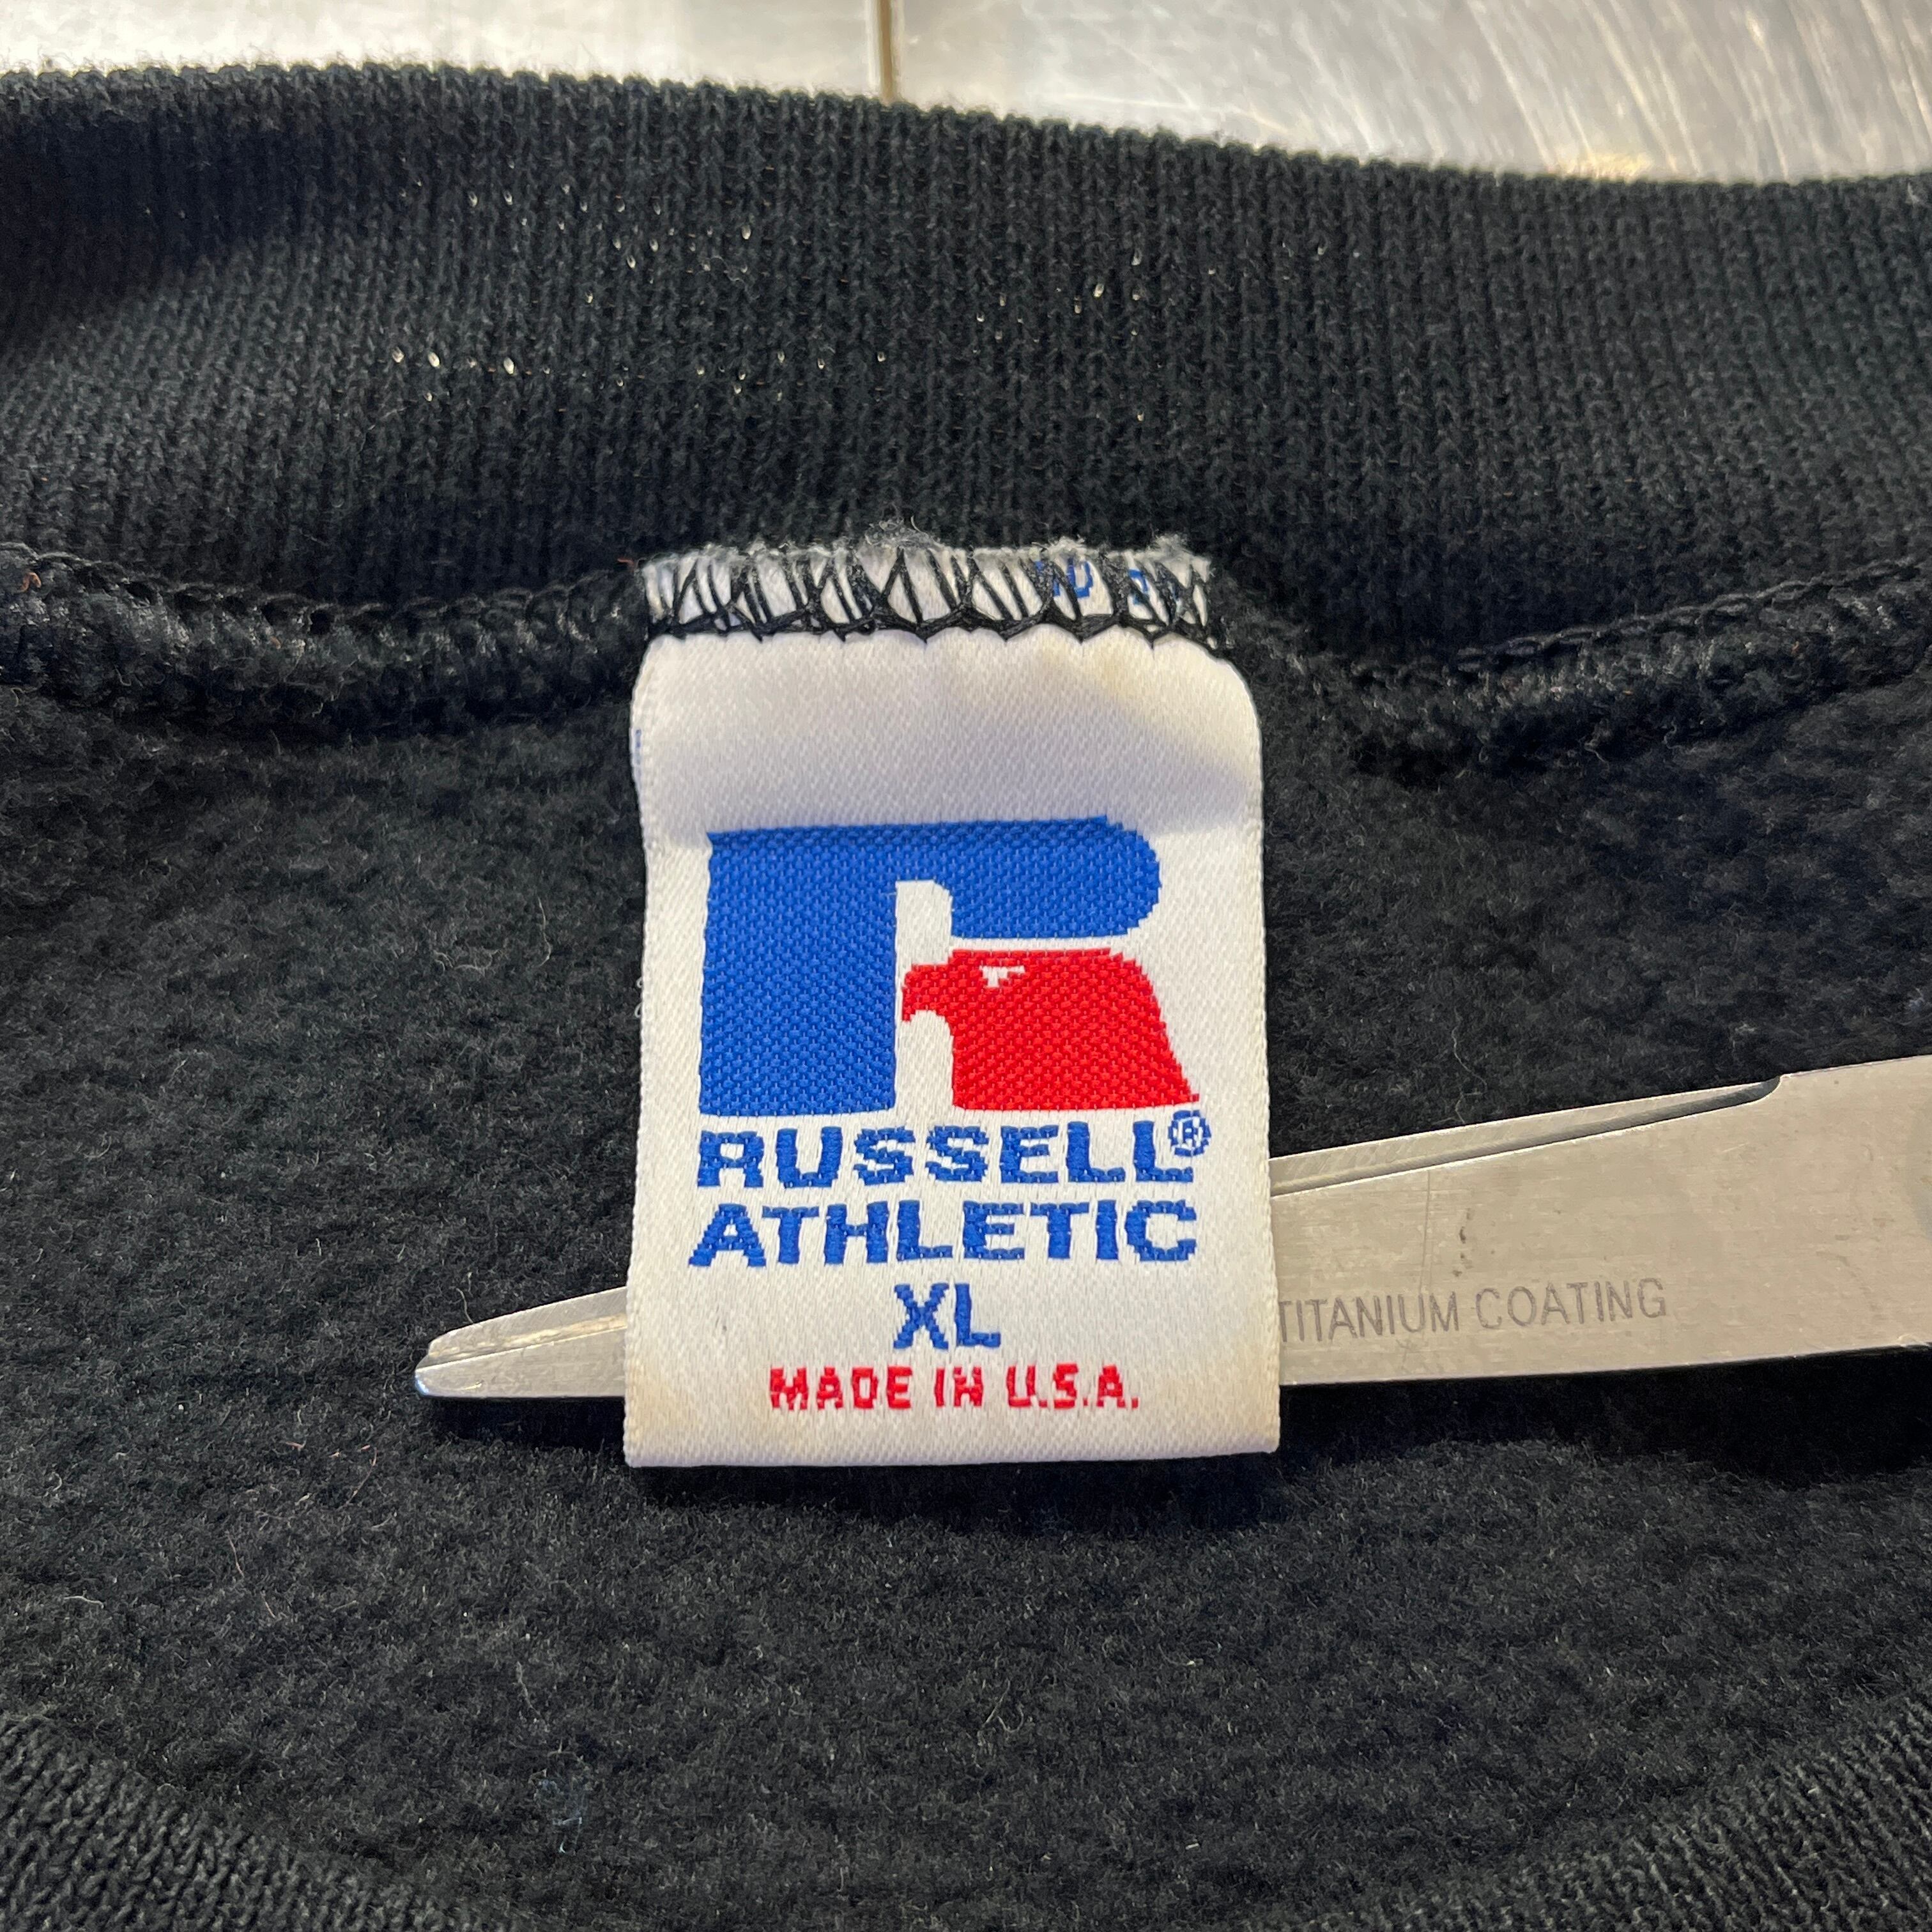 RUSSELL®
ATHLETIC
XL
MADE IN U.S.A.
TITANIUM COATING